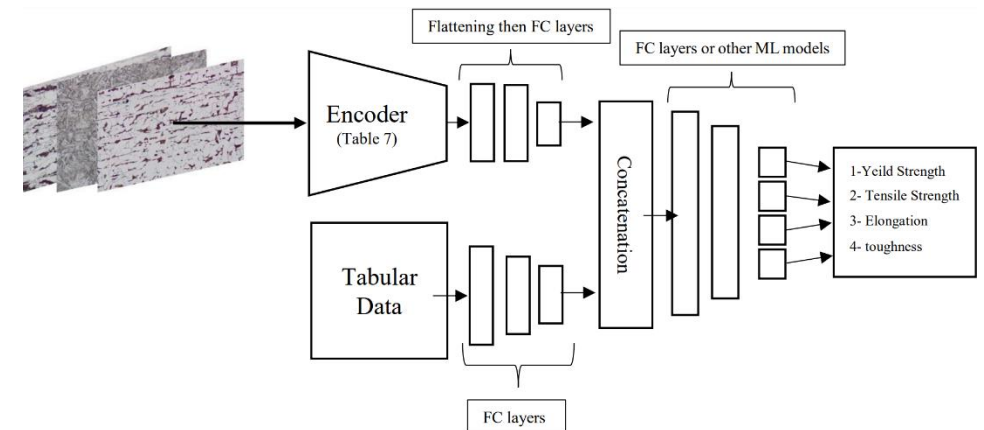 Flattening then FC layers
FC layers or other ML models
Encoder
(Table 7)
Concatenation
1-Yeild Strength
2- Tensile Strength
3- Elongation
4- toughness
Tabular
Data
FC layers